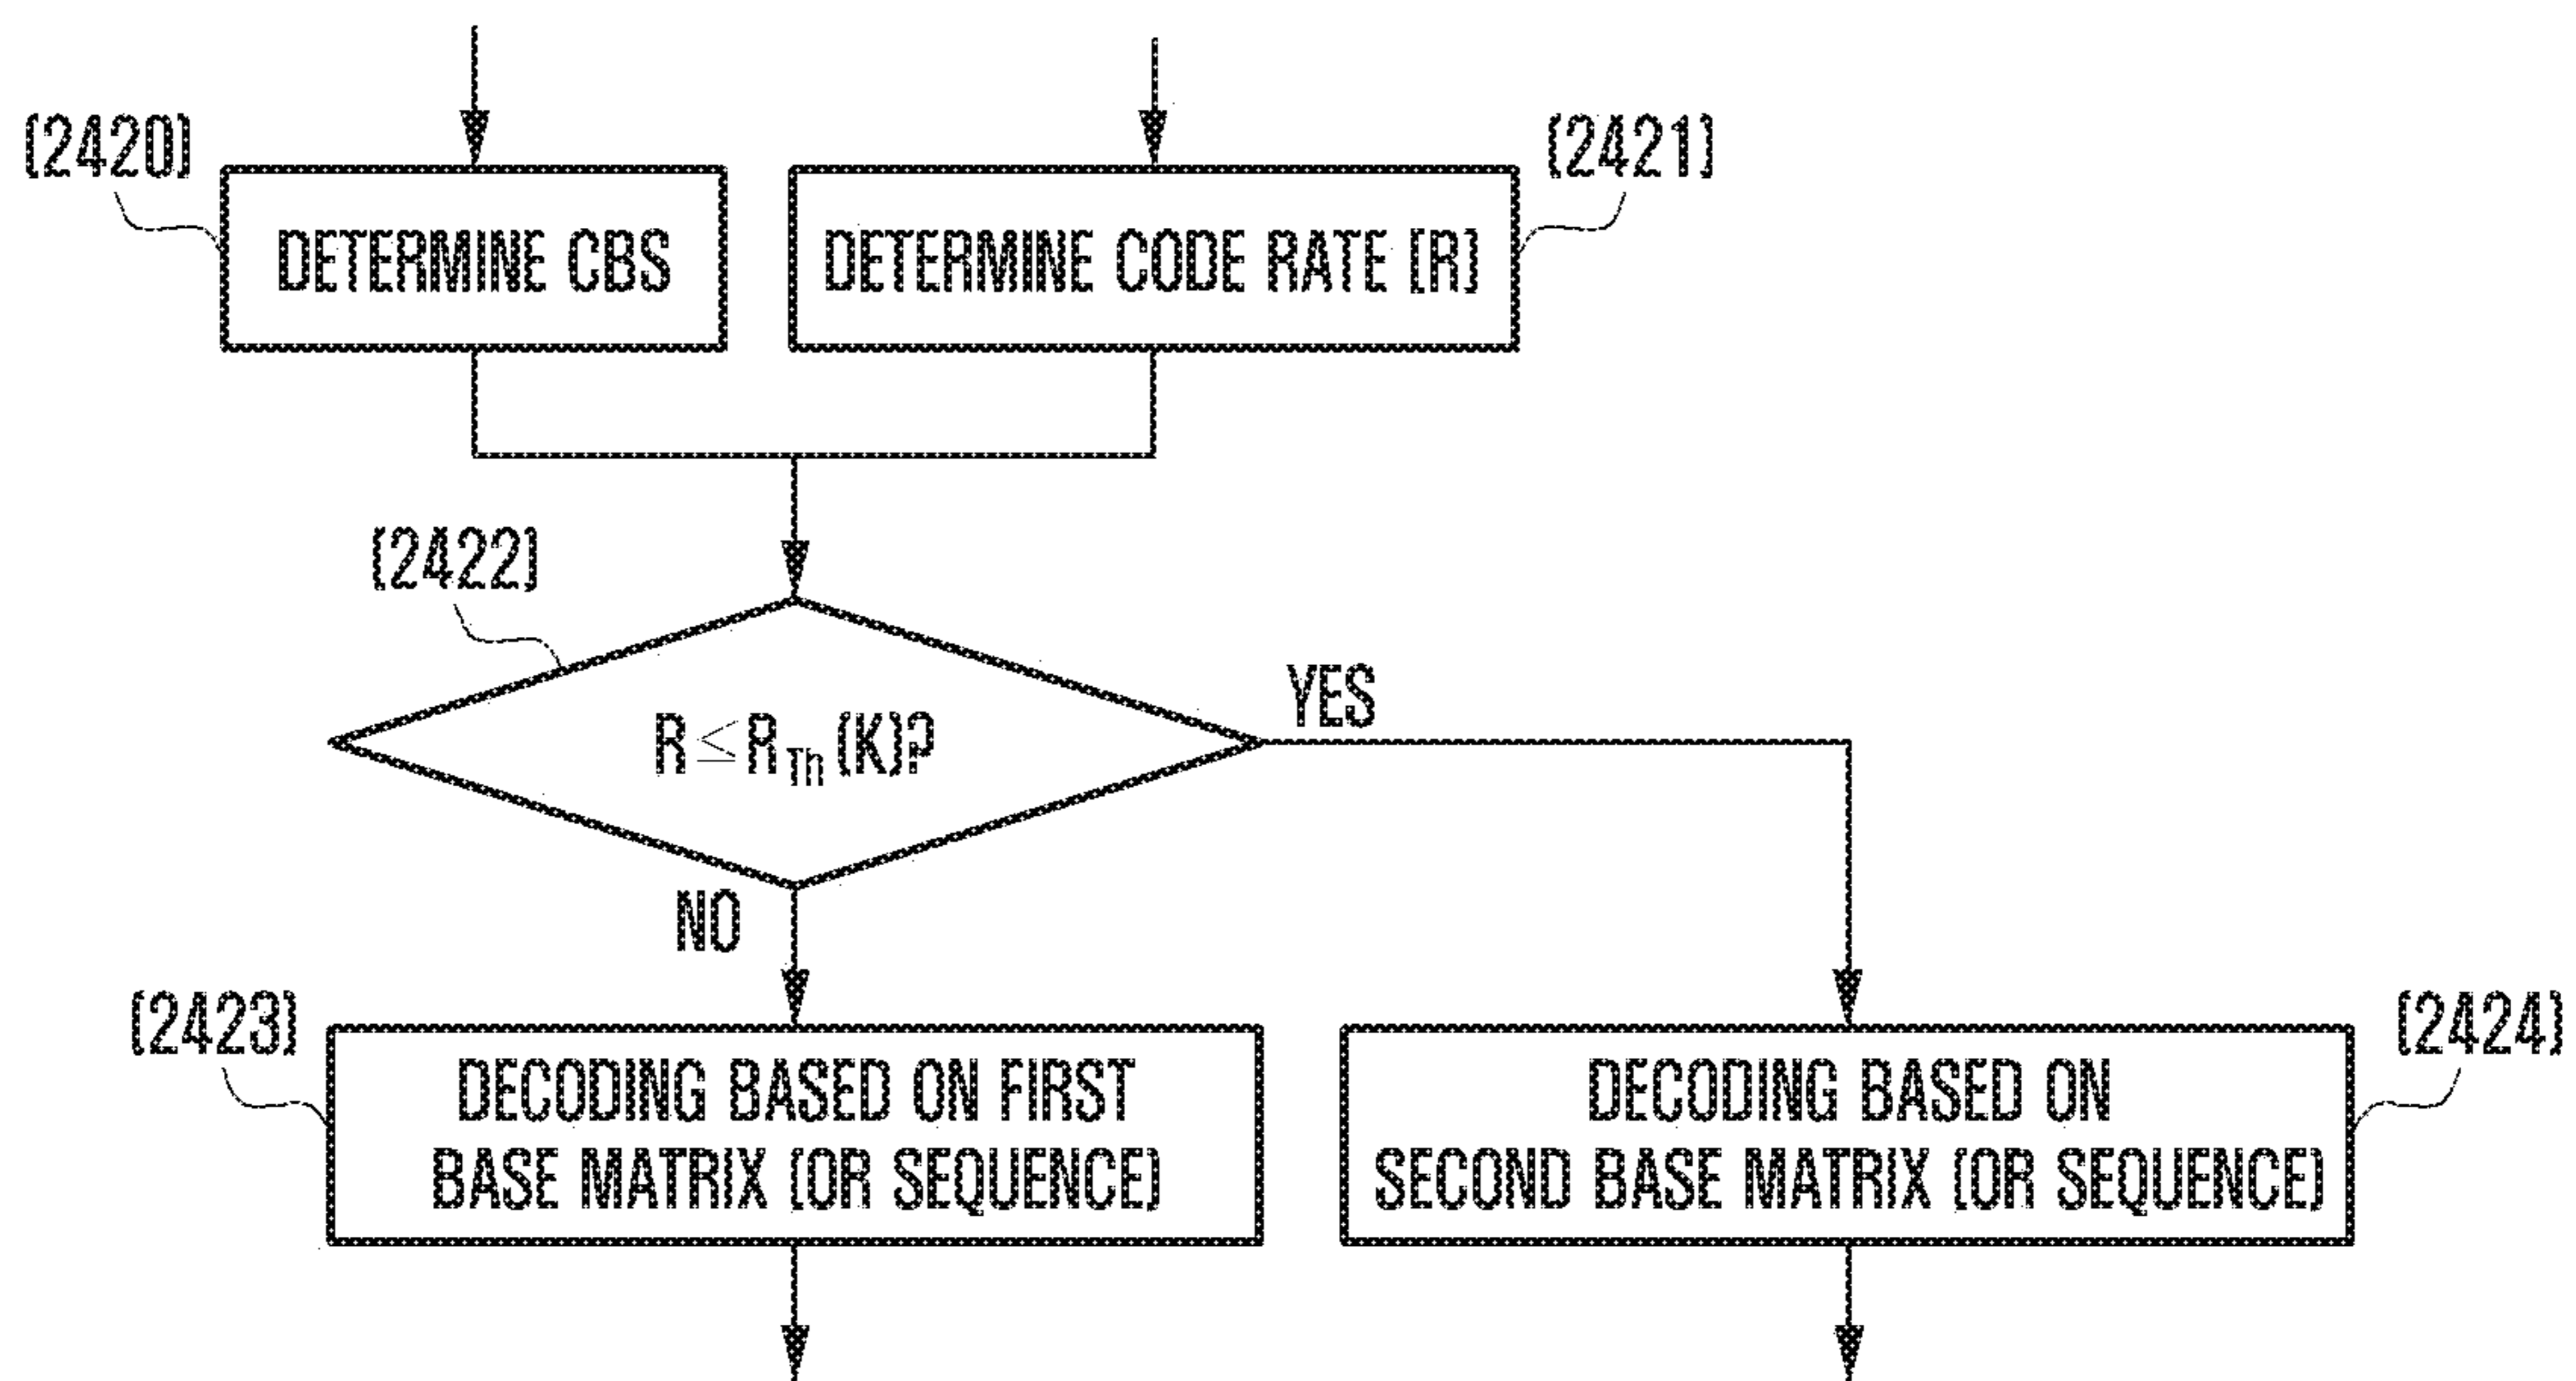 (2420)
(2421)
DETERMINE CBS
DETERMINE CODE RATE (R)
(2422)
R≤R_Th (K)?
YES
NO
(2423)
(2424)
DECODING BASED ON FIRST
BASE MATRIX (OR SEQUENCE)
DECODING BASED ON
SECOND BASE MATRIX (OR SEQUENCE)